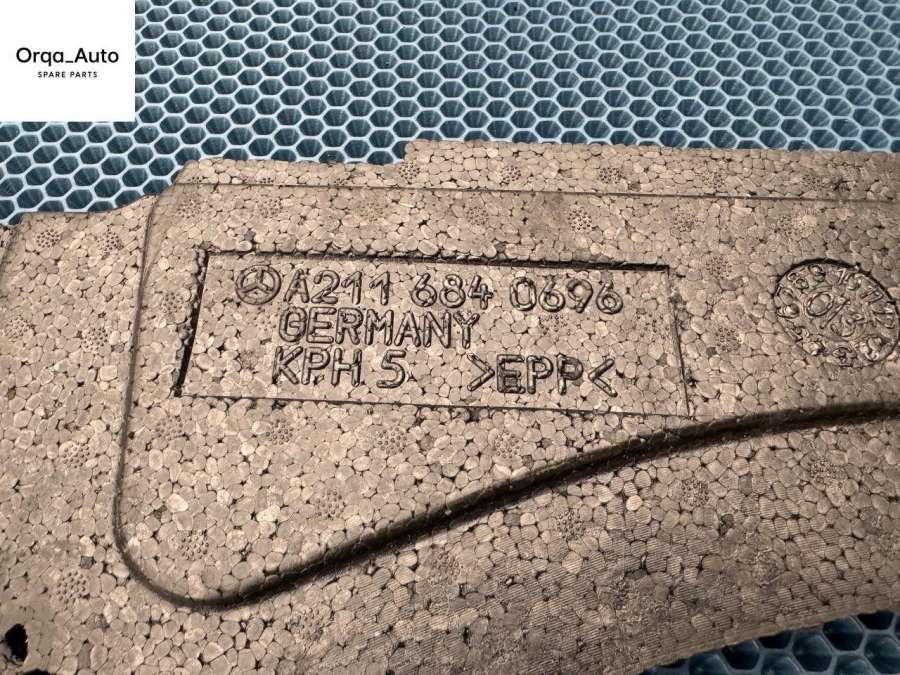 Orqa_Auto
SPARE PARTS
A211 684 0696
GERMANY
KPH 5 >EPP<